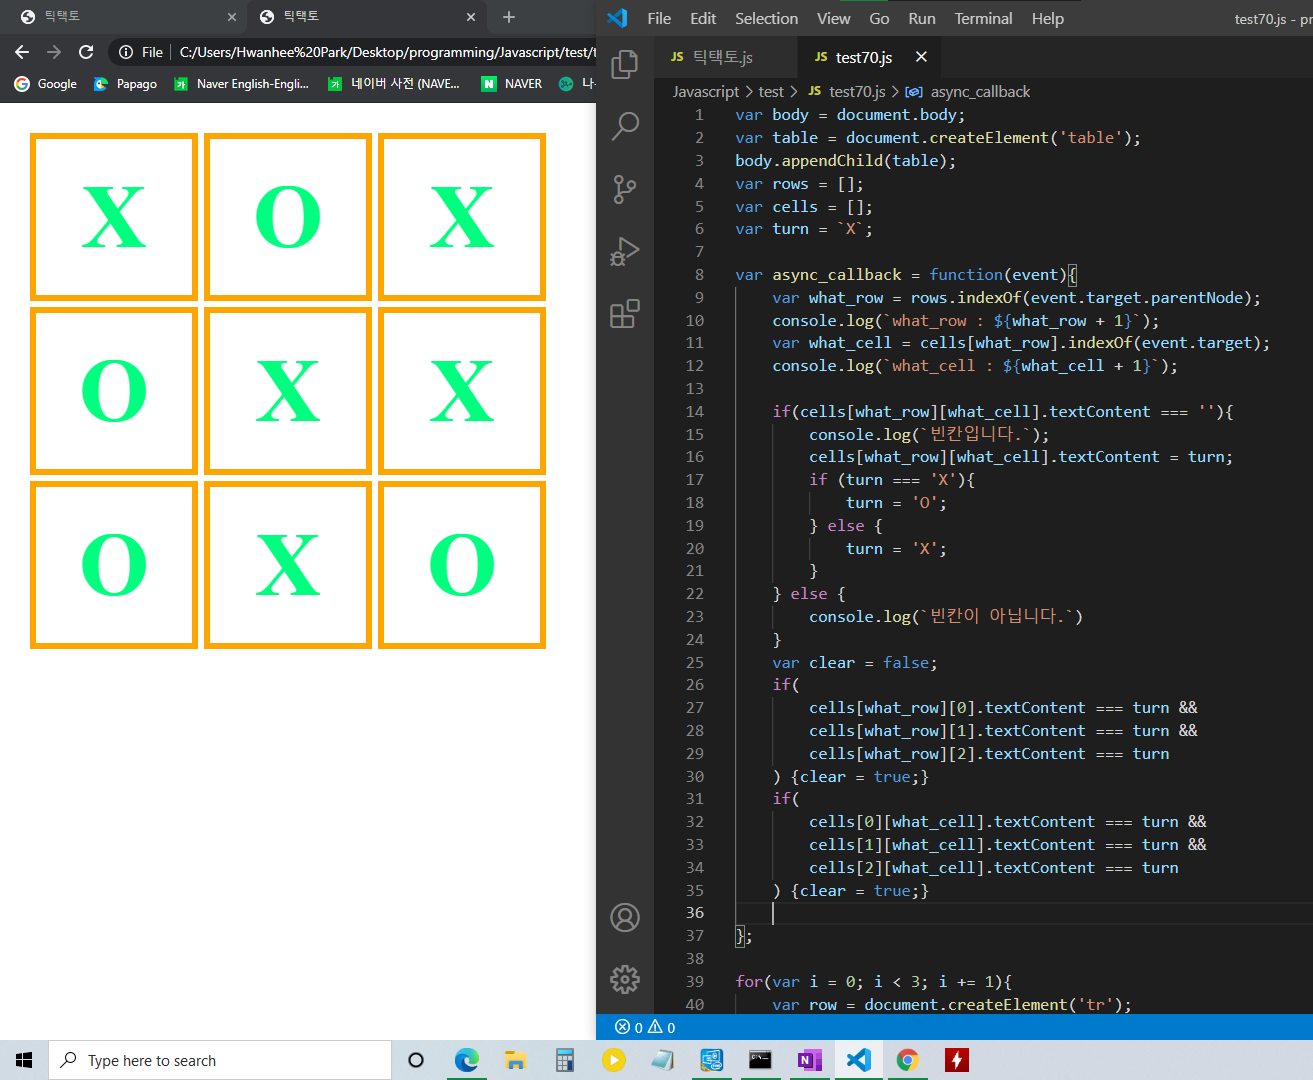 틱택토
틱택토
File
C:/Users/Hwanhee%20Park/Desktop/programming/Javascript/test/t
Google
Papago
Naver English-Engli...
네이버 사전 (NAVE...
NAVER
X O X
O X X
O X O
File Edit Selection View Go Run Terminal Help
test70.js - pr
JS 틱택토.js
JS test70.js
Javascript > test > JS test70.js > async_callback
1 var body = document.body;
2 var table = document.createElement('table');
3 body.appendChild(table);
4 var rows = [];
5 var cells = [];
6 var turn = `X`;
7
8 var async_callback = function(event){
9 var what_row = rows.indexOf(event.target.parentNode);
10 console.log(`what_row : ${what_row + 1}`);
11 var what_cell = cells[what_row].indexOf(event.target);
12 console.log(`what_cell : ${what_cell + 1}`);
13
14 if(cells[what_row][what_cell].textContent === ''){
15 console.log(`빈칸입니다.`);
16 cells[what_row][what_cell].textContent = turn;
17 if (turn === 'X'){
18 turn = 'O';
19 } else {
20 turn = 'X';
21 }
22 } else {
23 console.log(`빈칸이 아닙니다.`)
24 }
25 var clear = false;
26 if(
27 cells[what_row][0].textContent === turn &&
28 cells[what_row][1].textContent === turn &&
29 cells[what_row][2].textContent === turn
30 ) {clear = true;}
31 if(
32 cells[0][what_cell].textContent === turn &&
33 cells[1][what_cell].textContent === turn &&
34 cells[2][what_cell].textContent === turn
35 ) {clear = true;}
36
37 };
38
39 for(var i = 0; i < 3; i += 1){
40 var row = document.createElement('tr');
0 0
Type here to search